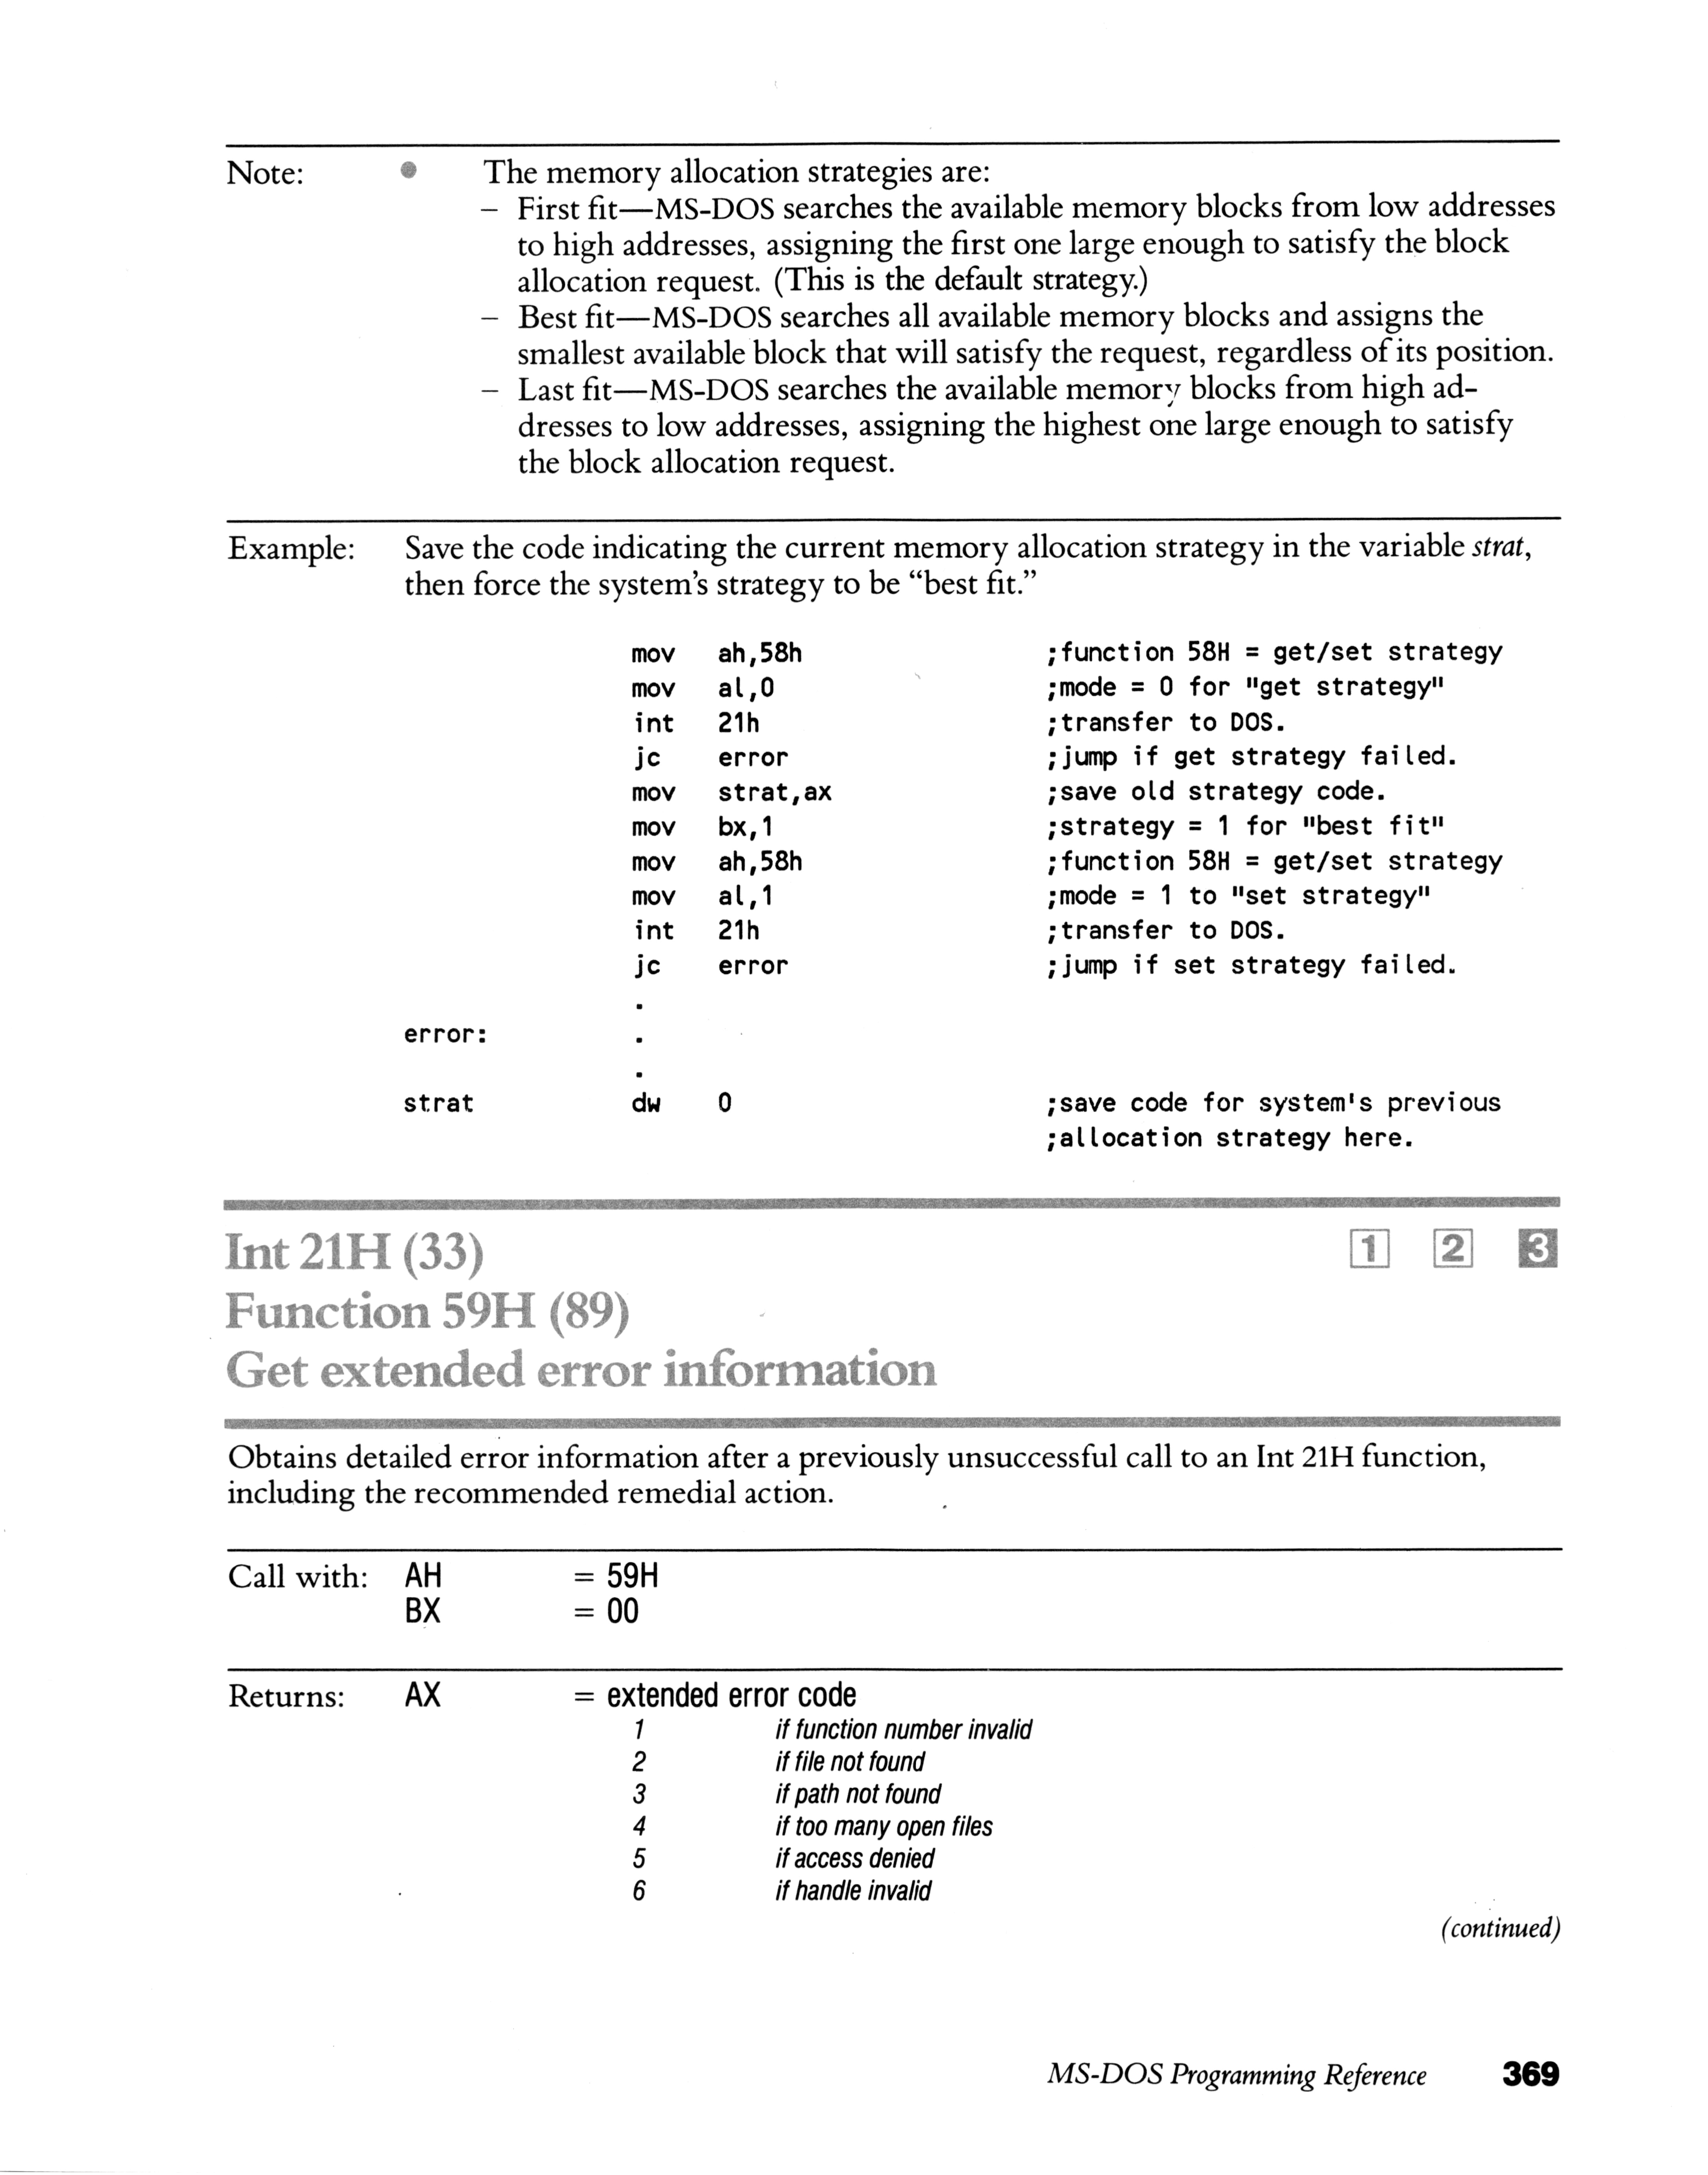 Note: • The memory allocation strategies are:
– First fit—MS-DOS searches the available memory blocks from low addresses
to high addresses, assigning the first one large enough to satisfy the block
allocation request. (This is the default strategy.)
– Best fit—MS-DOS searches all available memory blocks and assigns the
smallest available block that will satisfy the request, regardless of its position.
– Last fit—MS-DOS searches the available memory blocks from high ad-
dresses to low addresses, assigning the highest one large enough to satisfy
the block allocation request.
Example: Save the code indicating the current memory allocation strategy in the variable strat,
then force the system's strategy to be “best fit.”
mov ah,58h ;function 58H = get/set strategy
mov al,0 ;mode = 0 for "get strategy"
int 21h ;transfer to DOS.
jc error ;jump if get strategy failed.
mov strat,ax ;save old strategy code.
mov bx,1 ;strategy = 1 for "best fit"
mov ah,58h ;function 58H = get/set strategy
mov al,1 ;mode = 1 to "set strategy"
int 21h ;transfer to DOS.
jc error ;jump if set strategy failed.
.
error: .
.
strat dw 0 ;save code for system's previous
;allocation strategy here.
Int 21H (33) 1 2 3
Function 59H (89)
Get extended error information
Obtains detailed error information after a previously unsuccessful call to an Int 21H function,
including the recommended remedial action.
Call with: AH = 59H
BX = 00
Returns: AX = extended error code
1 if function number invalid
2 if file not found
3 if path not found
4 if too many open files
5 if access denied
6 if handle invalid
(continued)
MS-DOS Programming Reference 369